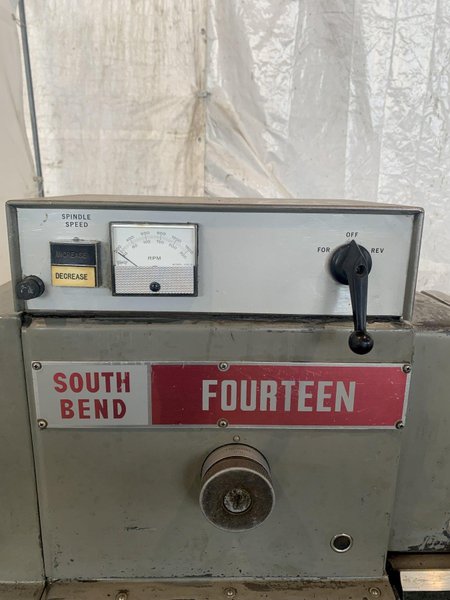 SPINDLE
SPEED
INCREASE
DECREASE
RPM
OFF
FOR
REV
SOUTH
BEND
FOURTEEN